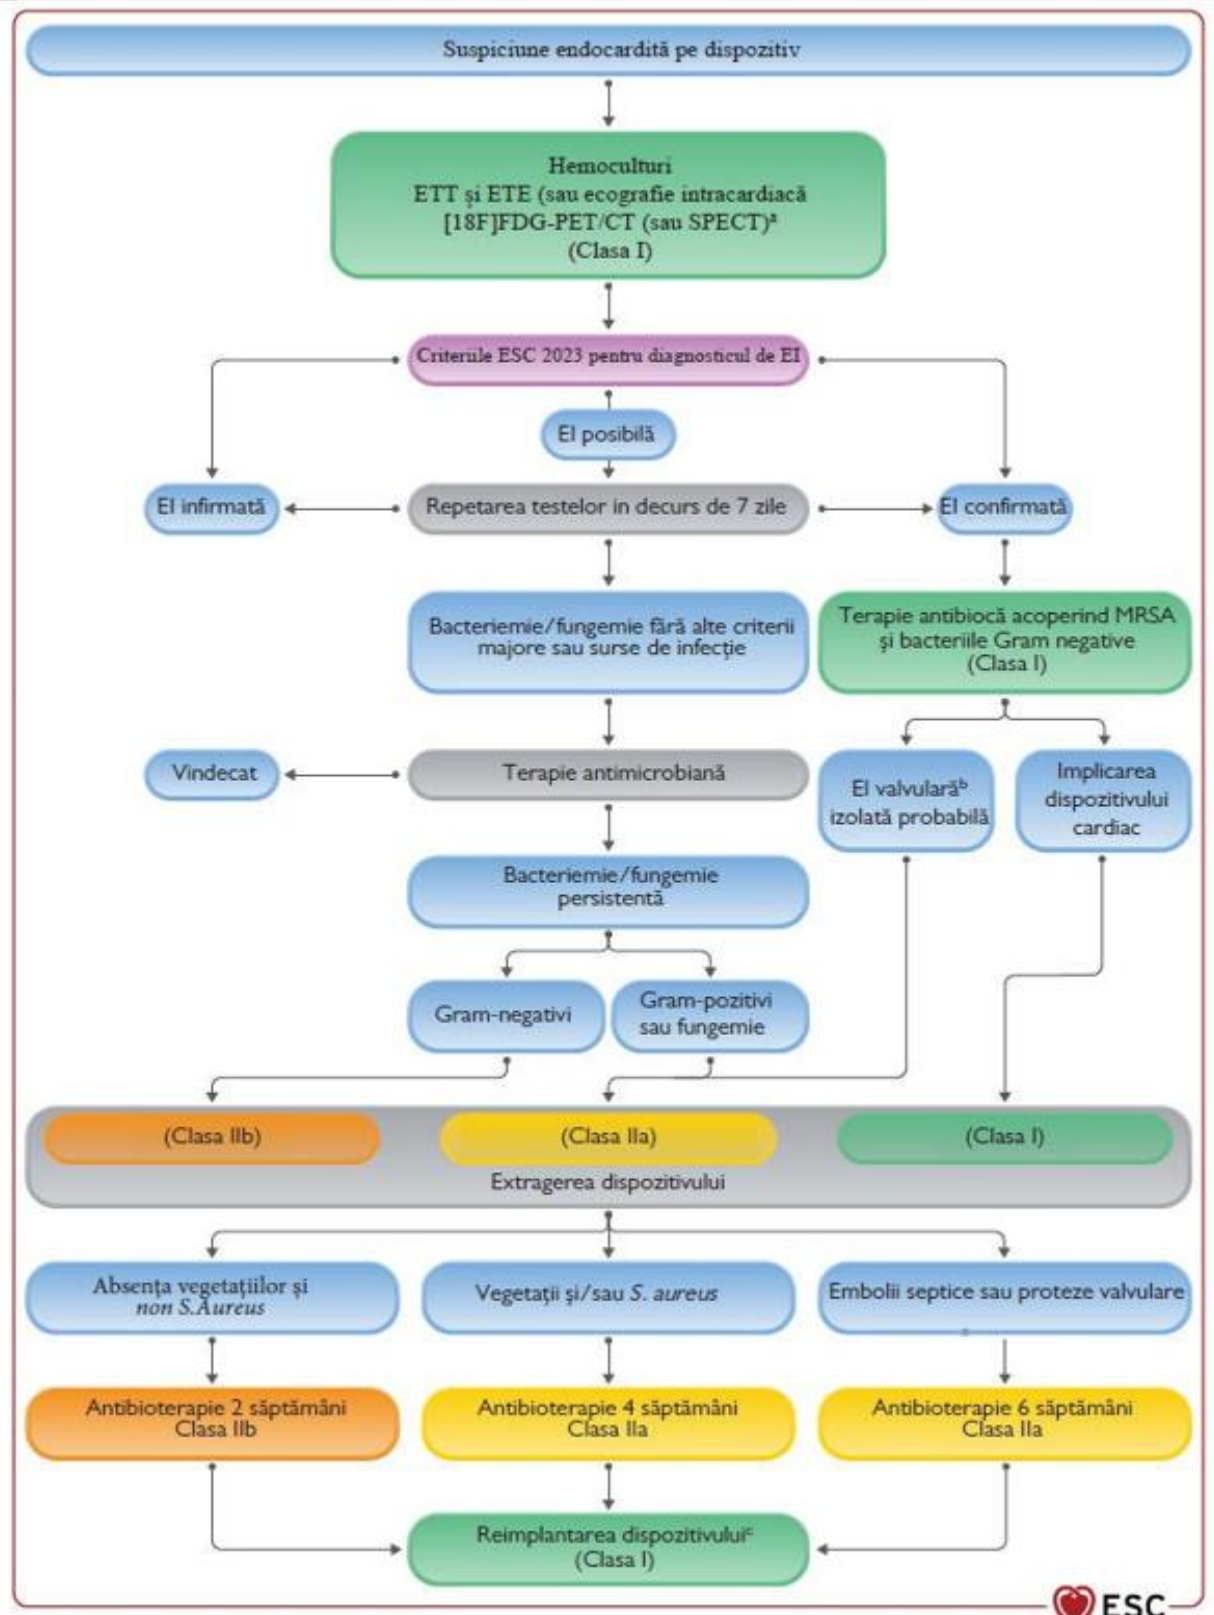 Suspiciune endocardită pe dispozitiv
Hemoculturi
ETT și ETE (sau ecografie intracardiacă
[18F]FDG-PET/CT (sau SPECT)ᵃ
(Clasa I)
Criteriile ESC 2023 pentru diagnosticul de EI
EI posibilă
EI infirmată
Repetarea testelor in decurs de 7 zile
EI confirmată
Bacteriemie/fungemie fără alte criterii
majore sau surse de infecție
Terapie antibiocă acoperind MRSA
și bacteriile Gram negative
(Clasa I)
Vindecat
Terapie antimicrobiană
EI valvularăᵇ
izolată probabilă
Implicarea
dispozitivului
cardiac
Bacteriemie/fungemie
persistentă
Gram-negativi
Gram-pozitivi
sau fungemie
(Clasa IIb)
(Clasa IIa)
(Clasa I)
Extragerea dispozitivului
Absența vegetațiilor și
non S.Aureus
Vegetații și/sau S. aureus
Embolii septice sau proteze valvulare
Antibioterapie 2 săptămâni
Clasa IIb
Antibioterapie 4 săptămâni
Clasa IIa
Antibioterapie 6 săptămâni
Clasa IIa
Reimplantarea dispozitivuluiᶜ
(Clasa I)
ESC